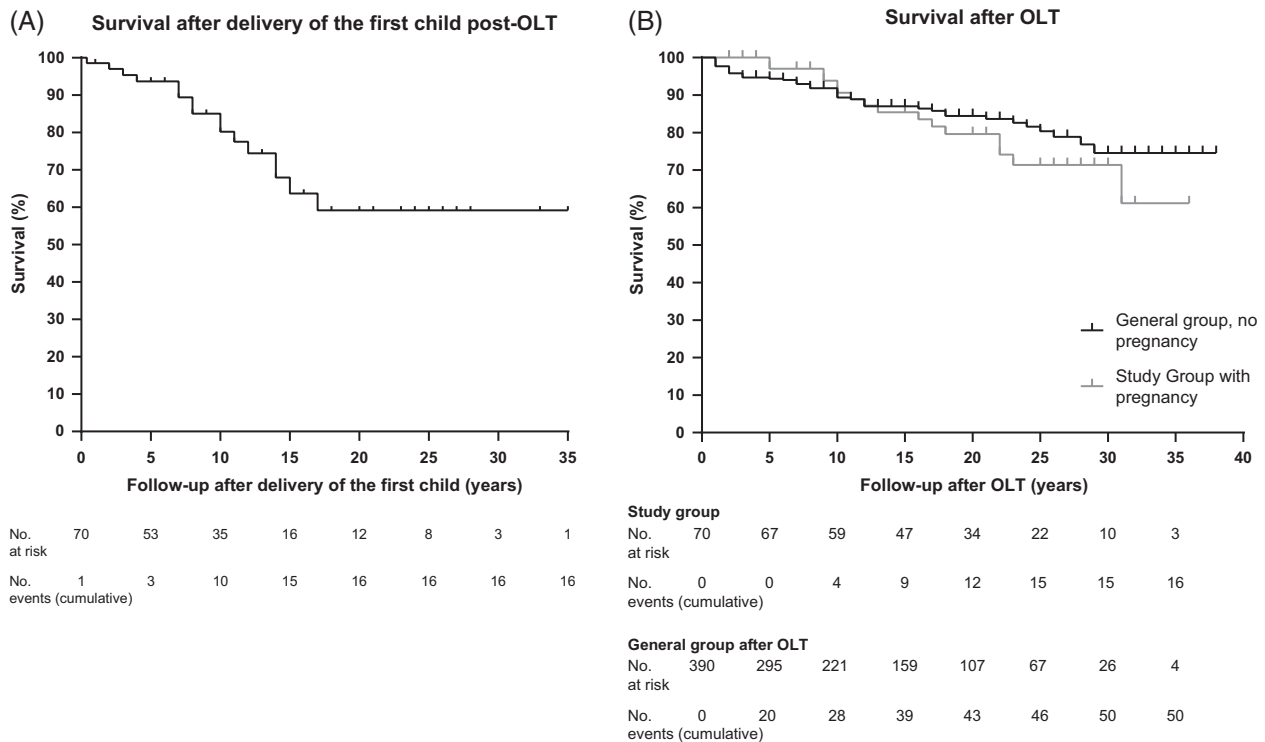 (A) Survival after delivery of the first child post-OLT
100
90
80
70
60
50
40
30
20
10
0
Survival (%)
0 5 10 15 20 25 30 35
Follow-up after delivery of the first child (years)
No. 70 53 35 16 12 8 3 1
at risk
No. 1 3 10 15 16 16 16 16
events (cumulative)
(B) Survival after OLT
100
90
80
70
60
50
40
30
20
10
0
Survival (%)
General group, no
pregnancy
Study Group with
pregnancy
0 5 10 15 20 25 30 35 40
Follow-up after OLT (years)
Study group
No. 70 67 59 47 34 22 10 3
at risk
No. 0 0 4 9 12 15 15 16
events (cumulative)
General group after OLT
No. 390 295 221 159 107 67 26 4
at risk
No. 0 20 28 39 43 46 50 50
events (cumulative)